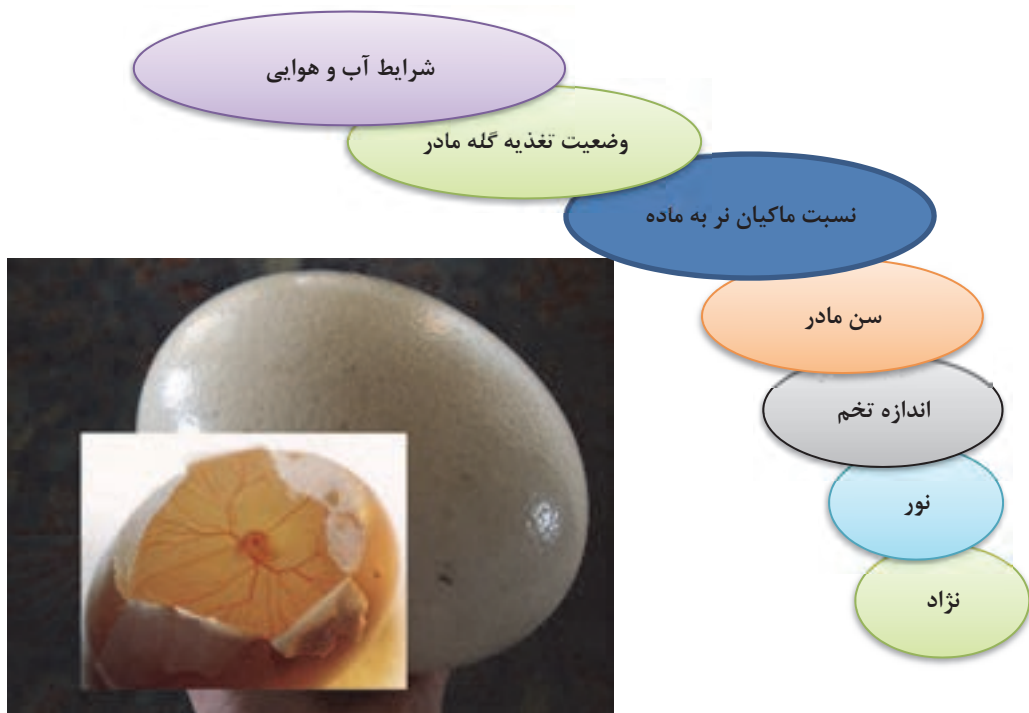 شرایط آب و هوایی
وضعیت تغذیه گله مادر
نسبت ماکیان نر به ماده
سن مادر
اندازه تخم
نور
نژاد